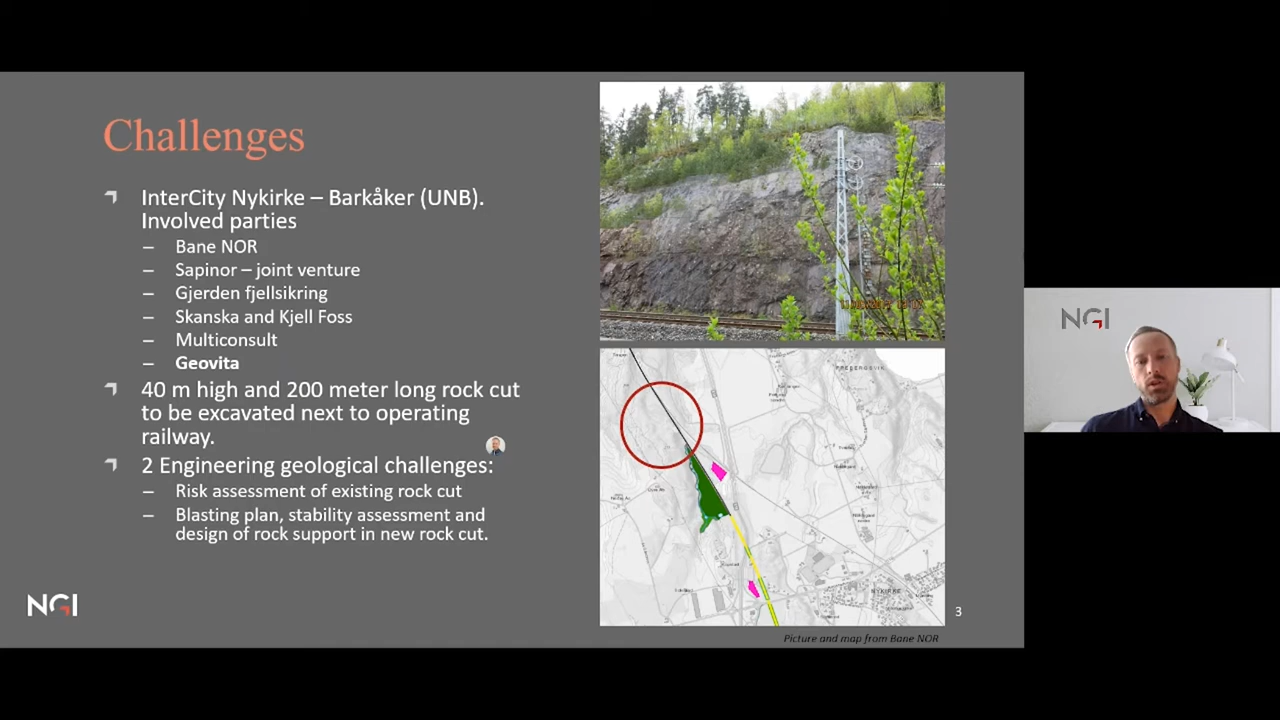 Challenges
InterCity Nykirke – Barkåker (UNB).
Involved parties
– Bane NOR
– Sapinor – joint venture
– Gjerden fjellsikring
– Skanska and Kjell Foss
– Multiconsult
– Geovita
40 m high and 200 meter long rock cut
to be excavated next to operating
railway.
2 Engineering geological challenges:
– Risk assessment of existing rock cut
– Blasting plan, stability assessment and
design of rock support in new rock cut.
NYKIRKE
NGI
3
Picture and map from Bane NOR
NGI